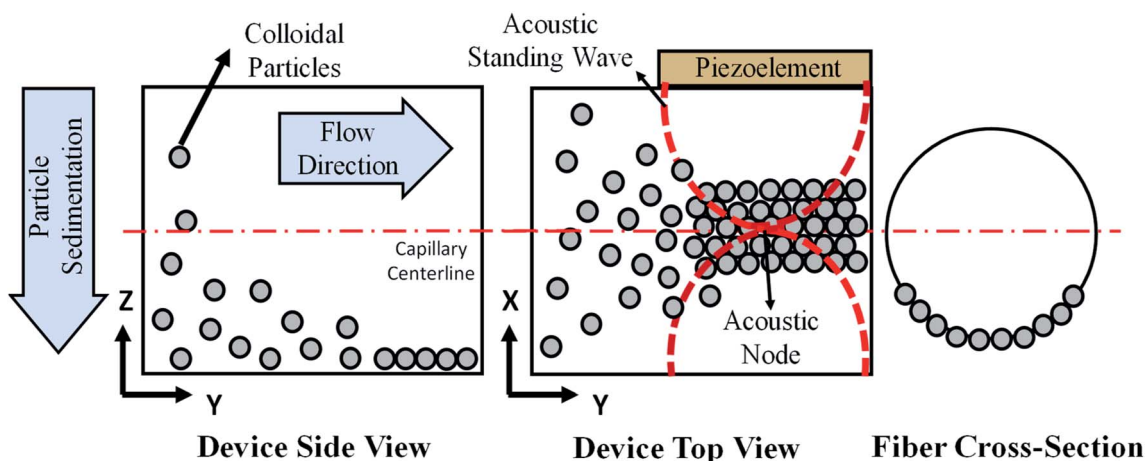 Colloidal
Particles
Particle
Sedimentation
Flow
Direction
Capillary
Centerline
Z
Y
Device Side View
Acoustic
Standing Wave
Piezoelement
X
Y
Acoustic
Node
Device Top View
Fiber Cross-Section